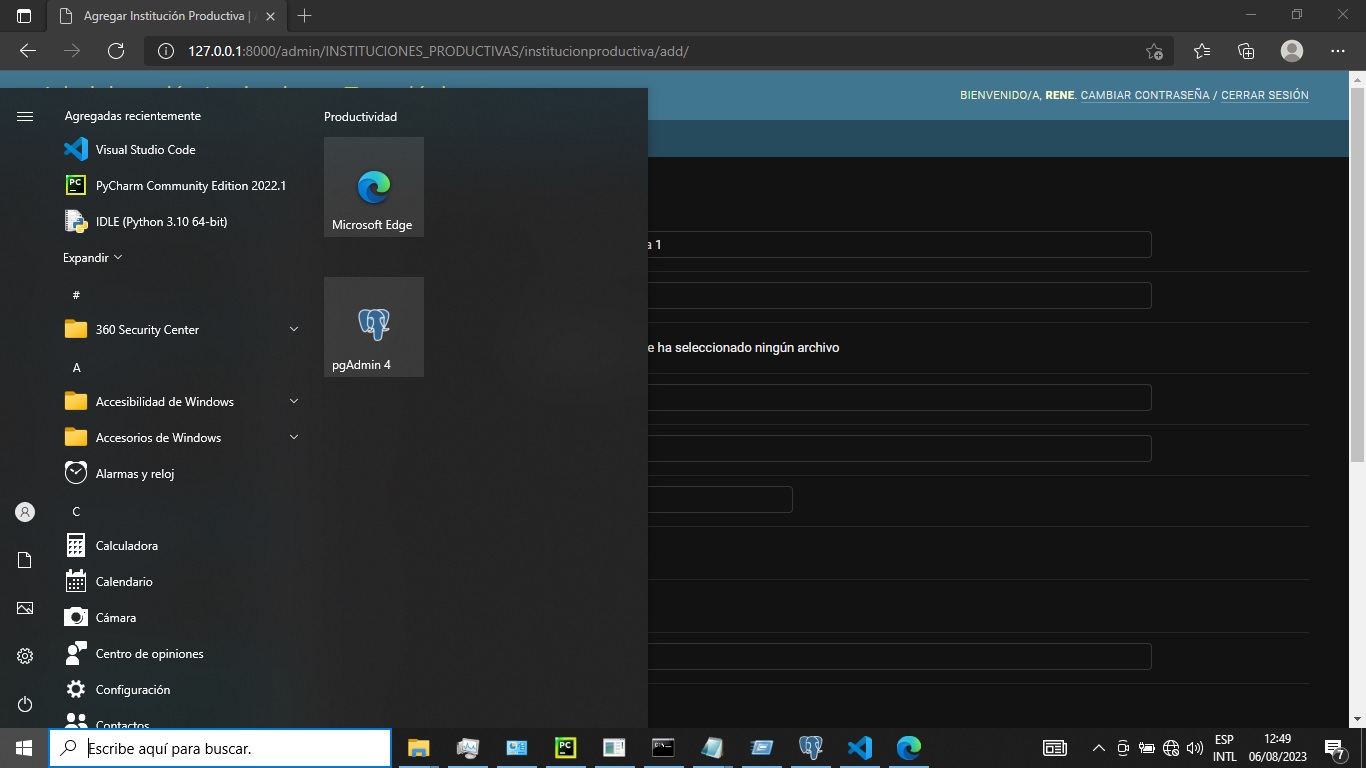 Agregar Institución Productiva |
127.0.0.1:8000/admin/INSTITUCIONES_PRODUCTIVAS/institucionproductiva/add/
BIENVENIDO/A, RENE. CAMBIAR CONTRASEÑA / CERRAR SESIÓN
Agregadas recientemente
Visual Studio Code
PyCharm Community Edition 2022.1
IDLE (Python 3.10 64-bit)
Expandir
#
360 Security Center
A
Accesibilidad de Windows
Accesorios de Windows
Alarmas y reloj
C
Calculadora
Calendario
Cámara
Centro de opiniones
Configuración
Contactos
Productividad
Microsoft Edge
pgAdmin 4
a 1
e ha seleccionado ningún archivo
Escribe aquí para buscar.
PC
ESP
INTL
12:49
06/08/2023
7